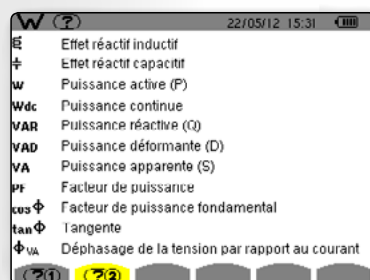 W ? 22/05/12 15:31
Effet réactif inductif
Effet réactif capacitif
W Puissance active (P)
Wdc Puissance continue
VAR Puissance réactive (Q)
VAD Puissance déformante (D)
VA Puissance apparente (S)
PF Facteur de puissance
cos Φ Facteur de puissance fondamental
tan Φ Tangente
Φ VA Déphasage de la tension par rapport au courant
?1 ?2